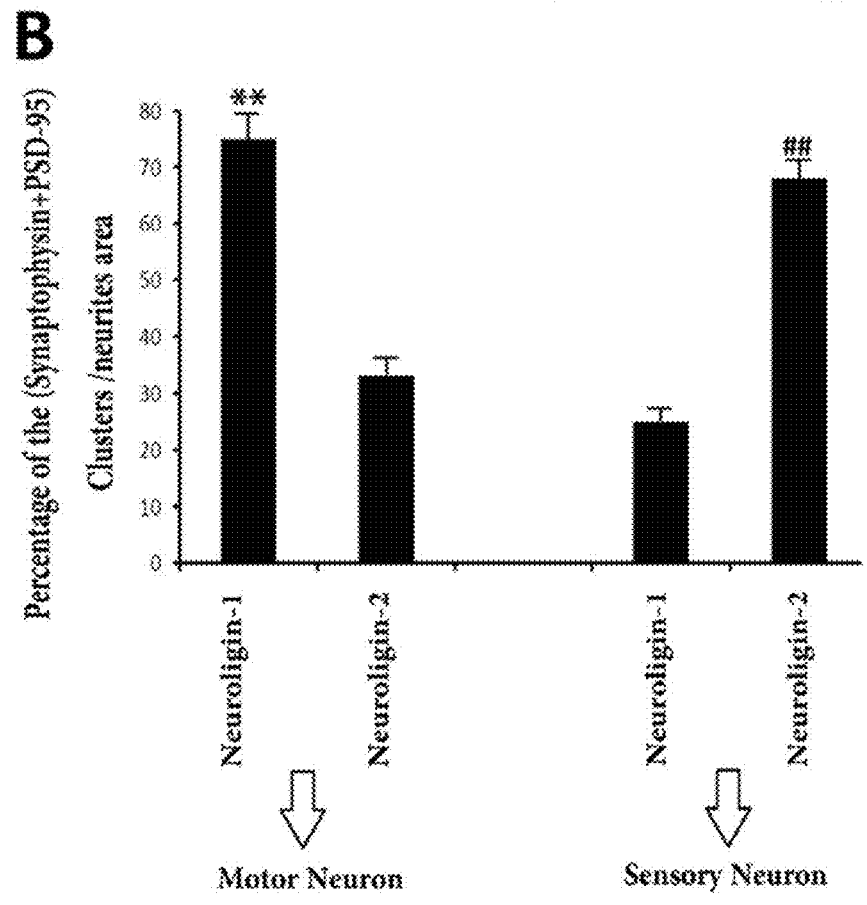 B
Percentage of the (Synaptophysin+PSD-95)
Clusters /neurites area
80
70
60
50
40
30
20
10
0
**
##
Neuroligin-1
Neuroligin-2
Neuroligin-1
Neuroligin-2
Motor Neuron
Sensory Neuron